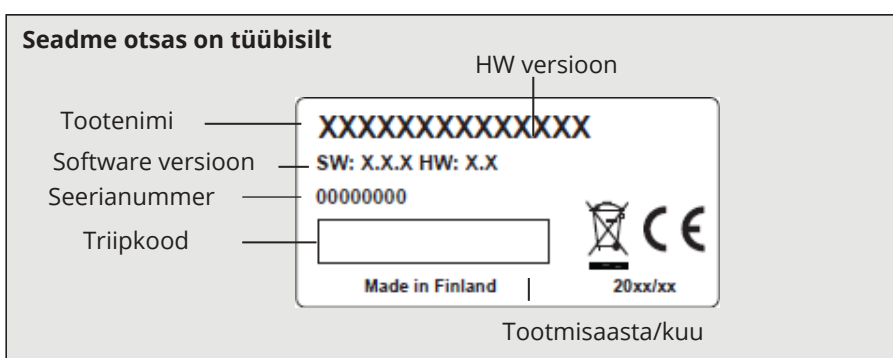 Seadme otsas on tüübisilt
HW versioon
Tootenimi
XXXXXXXXXXXXXX
Software versioon
SW: X.X.X HW: X.X
Seerianummer
00000000
Triipkood
CE
Made in Finland
20xx/xx
Tootmisaasta/kuu